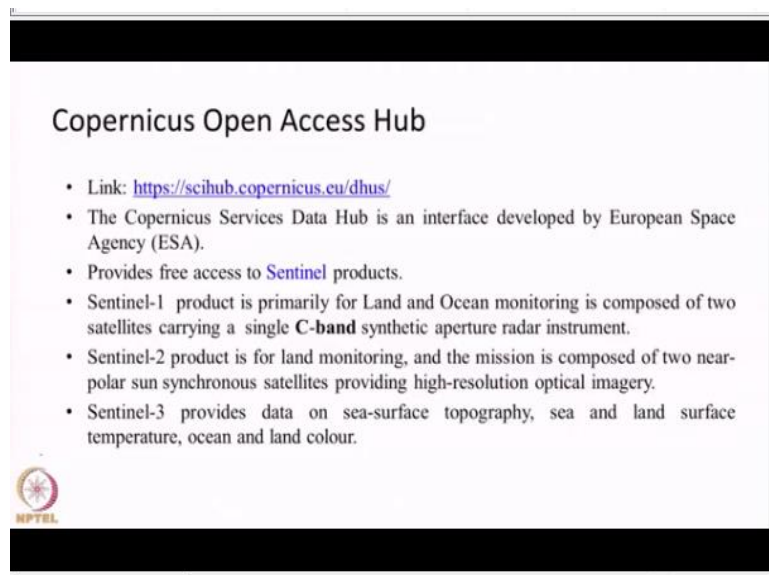 Copernicus Open Access Hub
• Link: https://scihub.copernicus.eu/dhus/
• The Copernicus Services Data Hub is an interface developed by European Space
Agency (ESA).
• Provides free access to Sentinel products.
• Sentinel-1 product is primarily for Land and Ocean monitoring is composed of two
satellites carrying a single C-band synthetic aperture radar instrument.
• Sentinel-2 product is for land monitoring, and the mission is composed of two near-
polar sun synchronous satellites providing high-resolution optical imagery.
• Sentinel-3 provides data on sea-surface topography, sea and land surface
temperature, ocean and land colour.
NPTEL